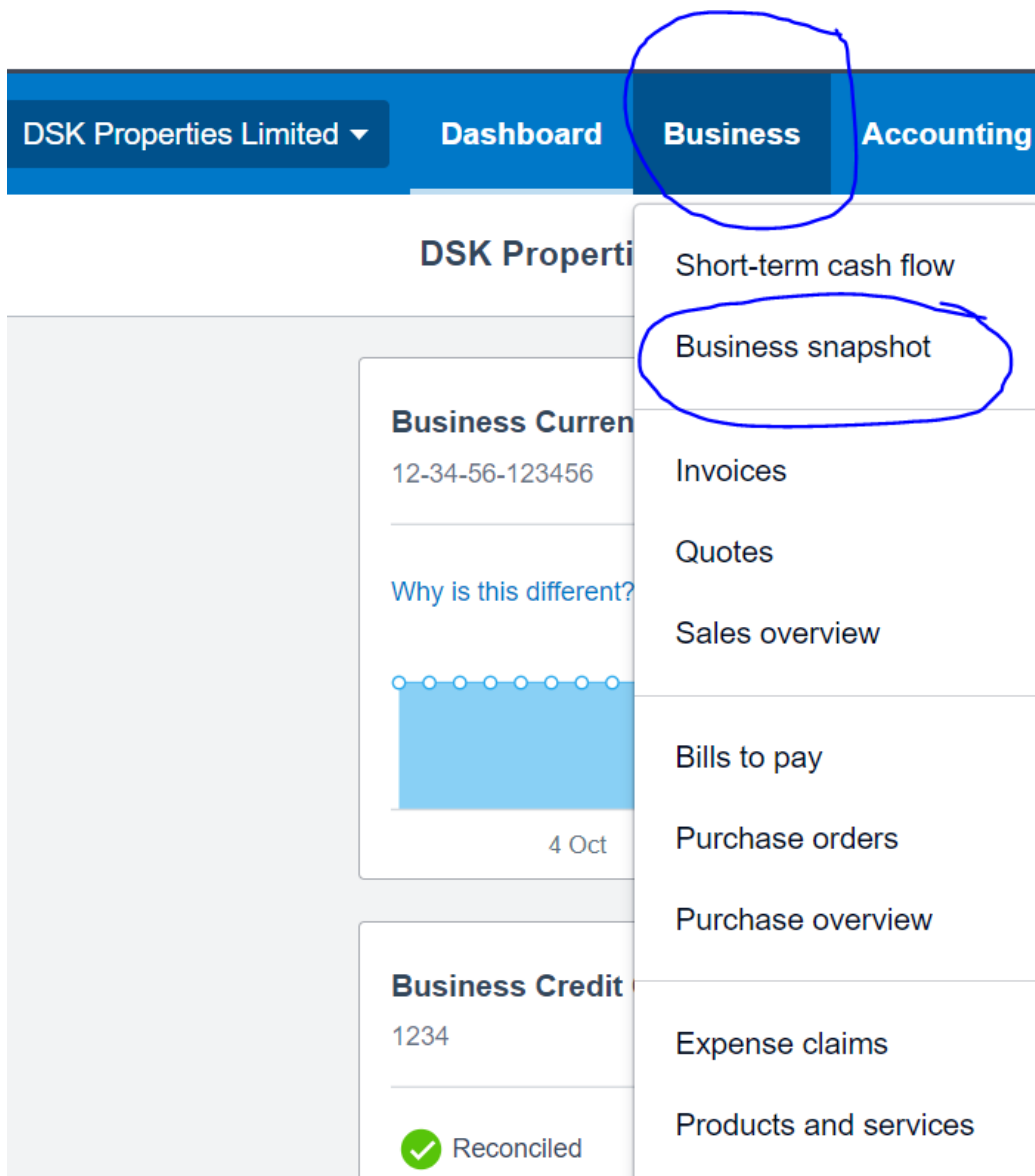 DSK Properties Limited Dashboard Business Accounting
DSK Properti
Short-term cash flow
Business snapshot
Business Curren
12-34-56-123456
Invoices
Quotes
Why is this different?
Sales overview
Bills to pay
4 Oct
Purchase orders
Purchase overview
Business Credit
1234
Expense claims
Products and services
Reconciled